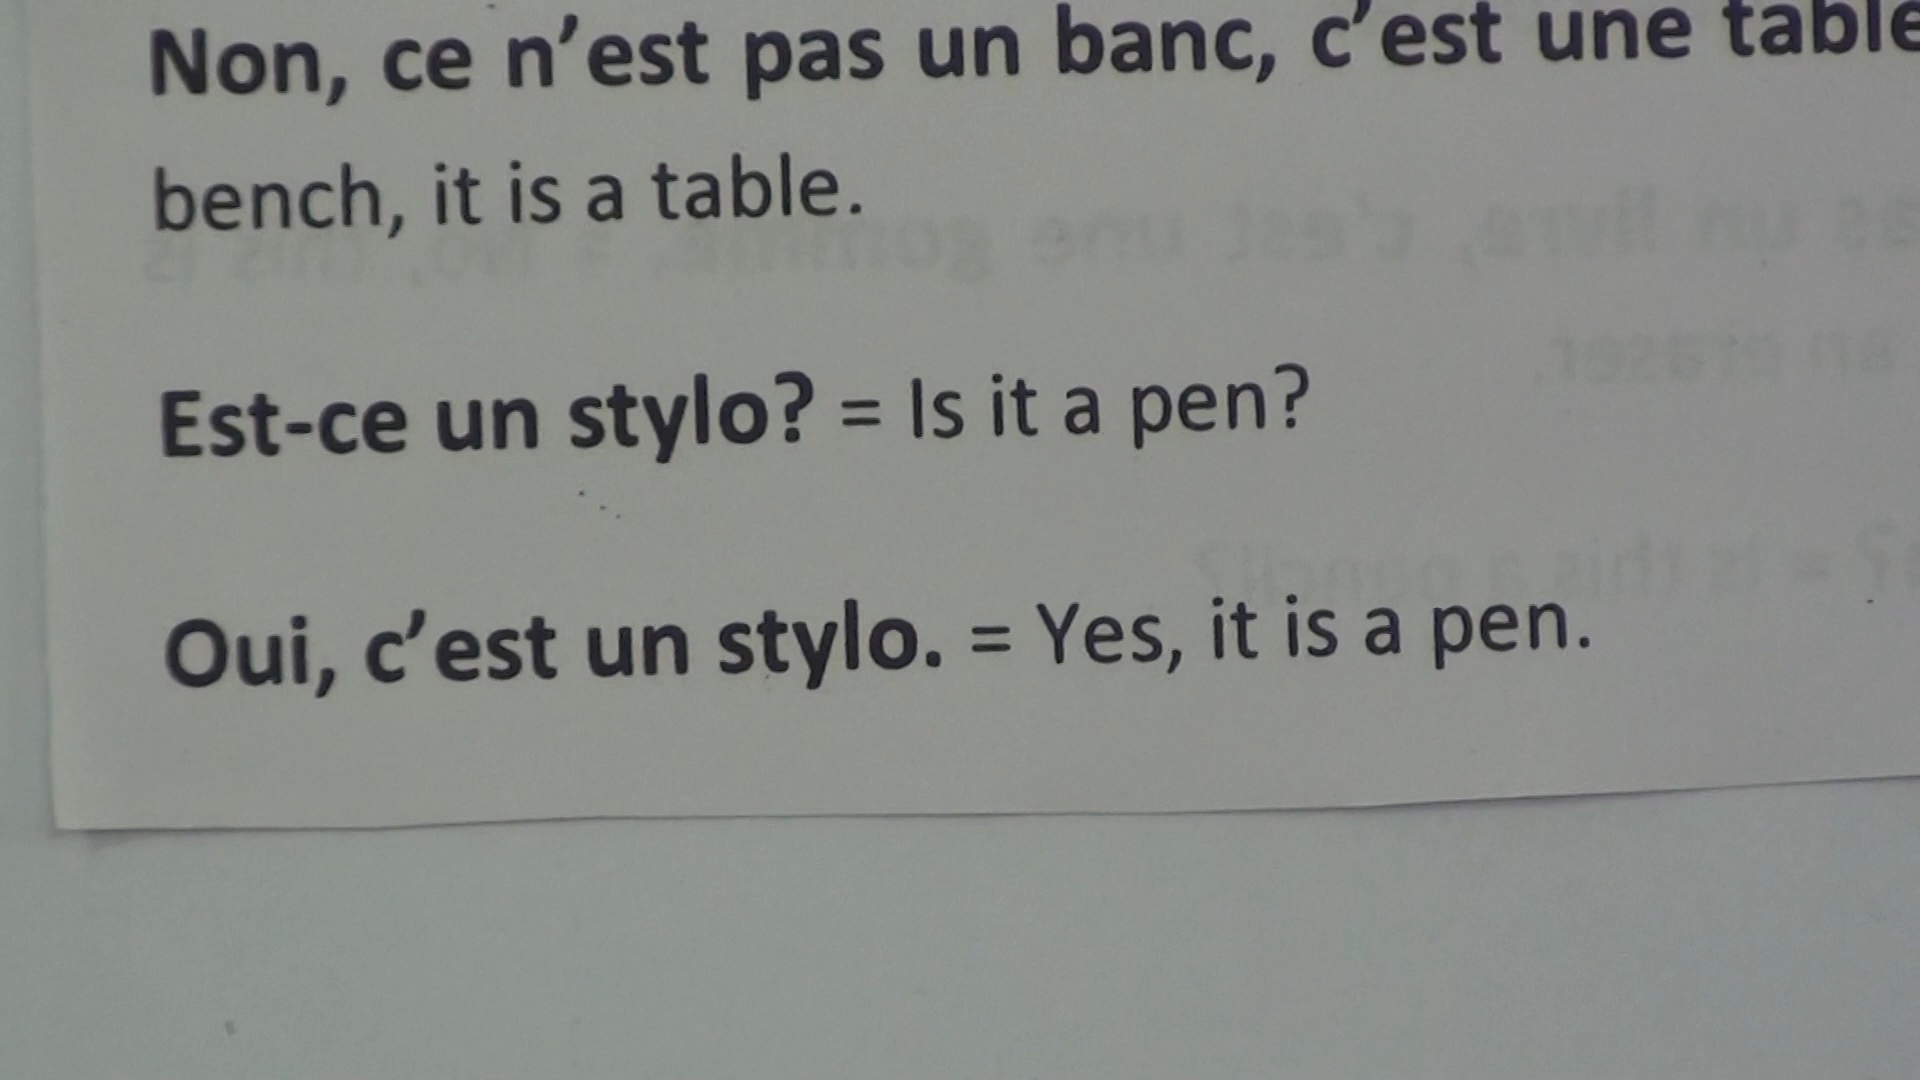 Non, ce n'est pas un banc, c'est une table
bench, it is a table.
Est-ce un stylo? = Is it a pen?
Oui, c'est un stylo. = Yes, it is a pen.